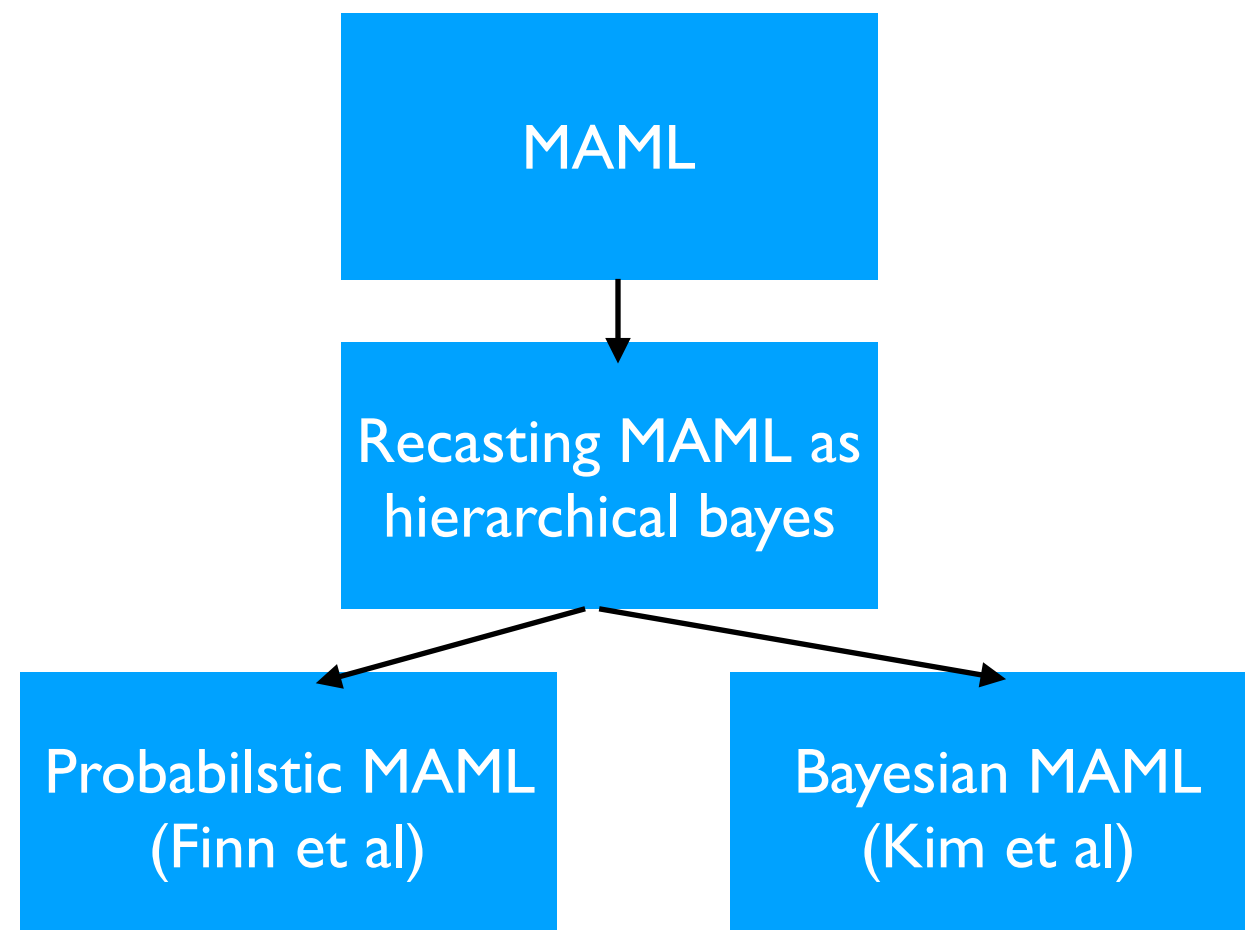 MAML
Recasting MAML as
hierarchical bayes
Probabilstic MAML
(Finn et al)
Bayesian MAML
(Kim et al)